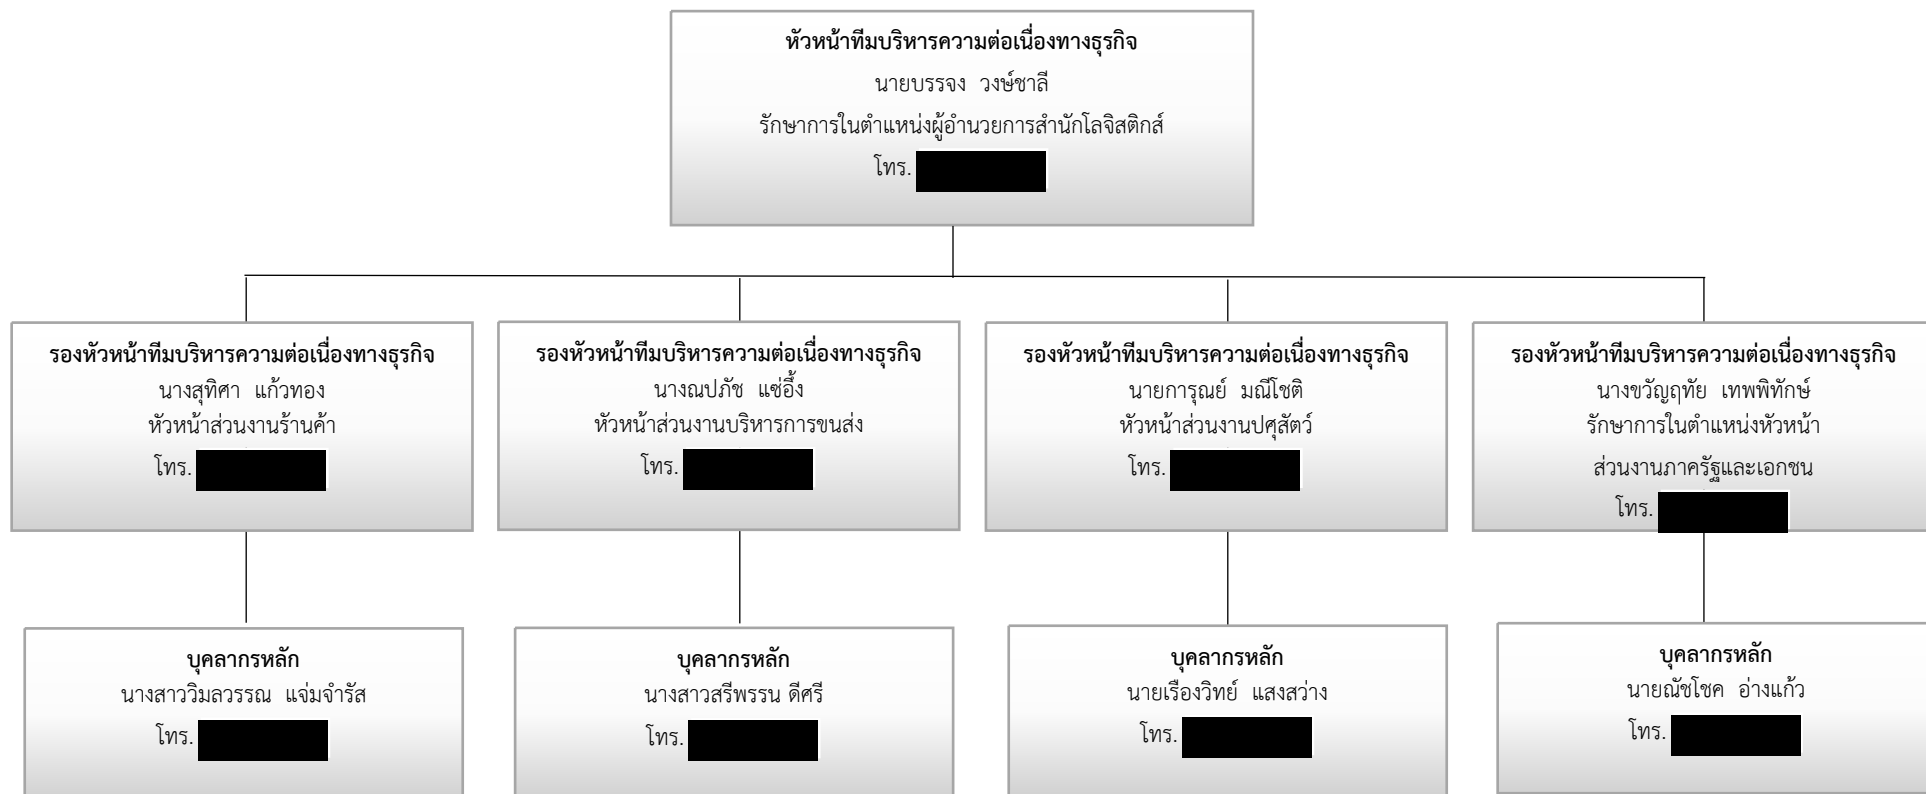 หัวหน้าทีมบริหารความต่อเนื่องทางธุรกิจ
นายบรรจง วงษ์ชาลี
รักษาการในตำแหน่งผู้อำนวยการสำนักโลจิสติกส์
โทร.
รองหัวหน้าทีมบริหารความต่อเนื่องทางธุรกิจ
นางสุทิศา แก้วทอง
หัวหน้าส่วนงานร้านค้า
โทร.
รองหัวหน้าทีมบริหารความต่อเนื่องทางธุรกิจ
นางณปภัช แซ่อึ้ง
หัวหน้าส่วนงานบริหารการขนส่ง
โทร.
รองหัวหน้าทีมบริหารความต่อเนื่องทางธุรกิจ
นายการุณย์ มณีโชติ
หัวหน้าส่วนงานปศุสัตว์
โทร.
รองหัวหน้าทีมบริหารความต่อเนื่องทางธุรกิจ
นางขวัญฤทัย เทพพิทักษ์
รักษาการในตำแหน่งหัวหน้า
ส่วนงานภาครัฐและเอกชน
โทร.
บุคลากรหลัก
นางสาววิมลวรรณ แจ่มจำรัส
โทร.
บุคลากรหลัก
นางสาวสรีพรรน ดีศรี
โทร.
บุคลากรหลัก
นายเรืองวิทย์ แสงสว่าง
โทร.
บุคลากรหลัก
นายณัชโชค อ่างแก้ว
โทร.